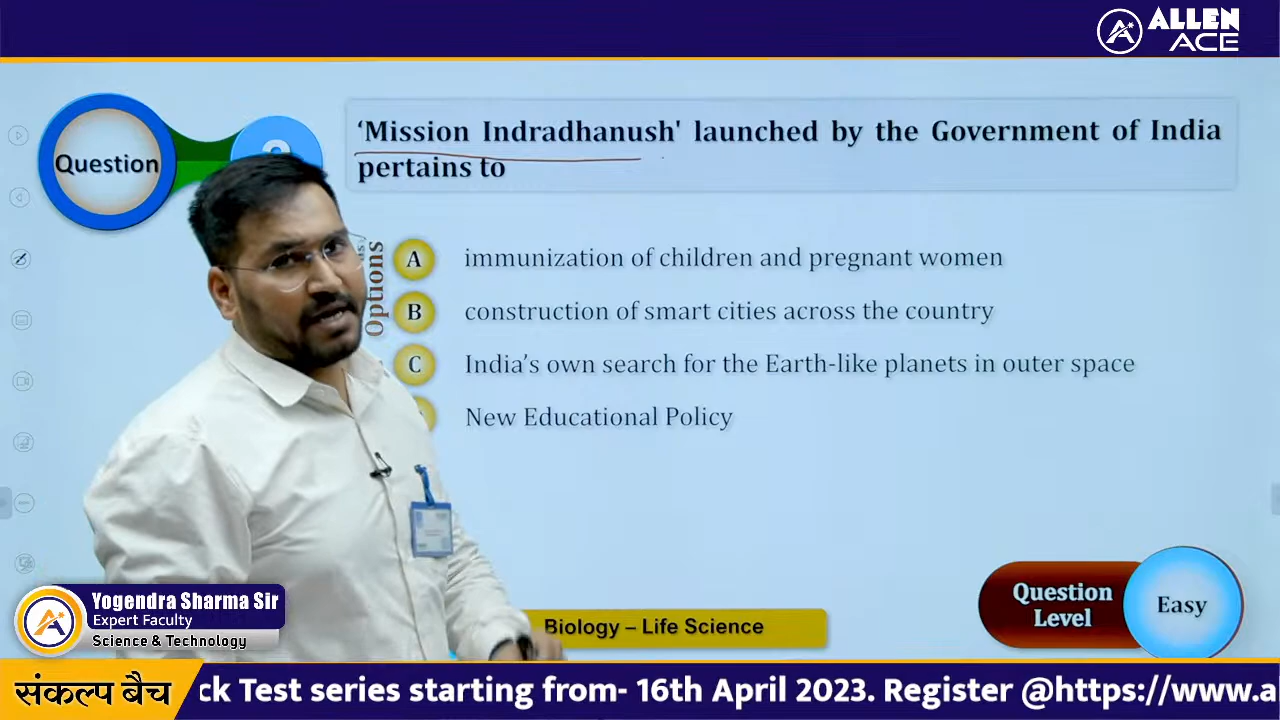 ALLEN
ACE
Question
‘Mission Indradhanush' launched by the Government of India
pertains to
Options
A immunization of children and pregnant women
B construction of smart cities across the country
C India’s own search for the Earth-like planets in outer space
New Educational Policy
Question
Level
Easy
Biology – Life Science
Yogendra Sharma Sir
Expert Faculty
Science & Technology
संकल्प बैच
ck Test series starting from- 16th April 2023. Register @https://www.a